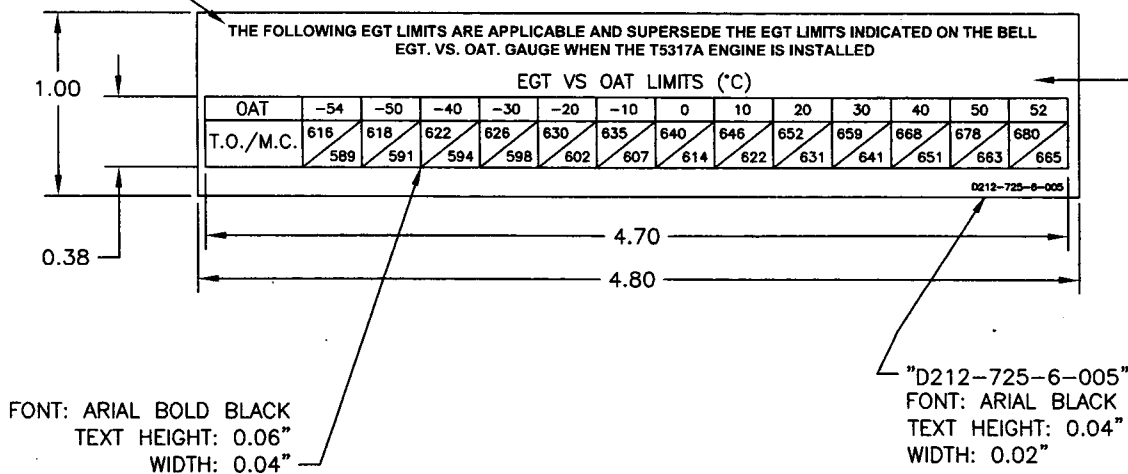 THE FOLLOWING EGT LIMITS ARE APPLICABLE AND SUPERSEDE THE EGT LIMITS INDICATED ON THE BELL
EGT. VS. OAT. GAUGE WHEN THE T5317A ENGINE IS INSTALLED
EGT VS OAT LIMITS (°C)
1.00
OAT -54 -50 -40 -30 -20 -10 0 10 20 30 40 50 52
T.O./M.C. 616/589 618/591 622/594 626/598 630/602 635/607 640/614 646/622 652/631 659/641 668/651 678/663 680/665
D212-725-6-005
0.38
4.70
4.80
FONT: ARIAL BOLD BLACK
TEXT HEIGHT: 0.06"
WIDTH: 0.04"
"D212-725-6-005"
FONT: ARIAL BLACK
TEXT HEIGHT: 0.04"
WIDTH: 0.02"